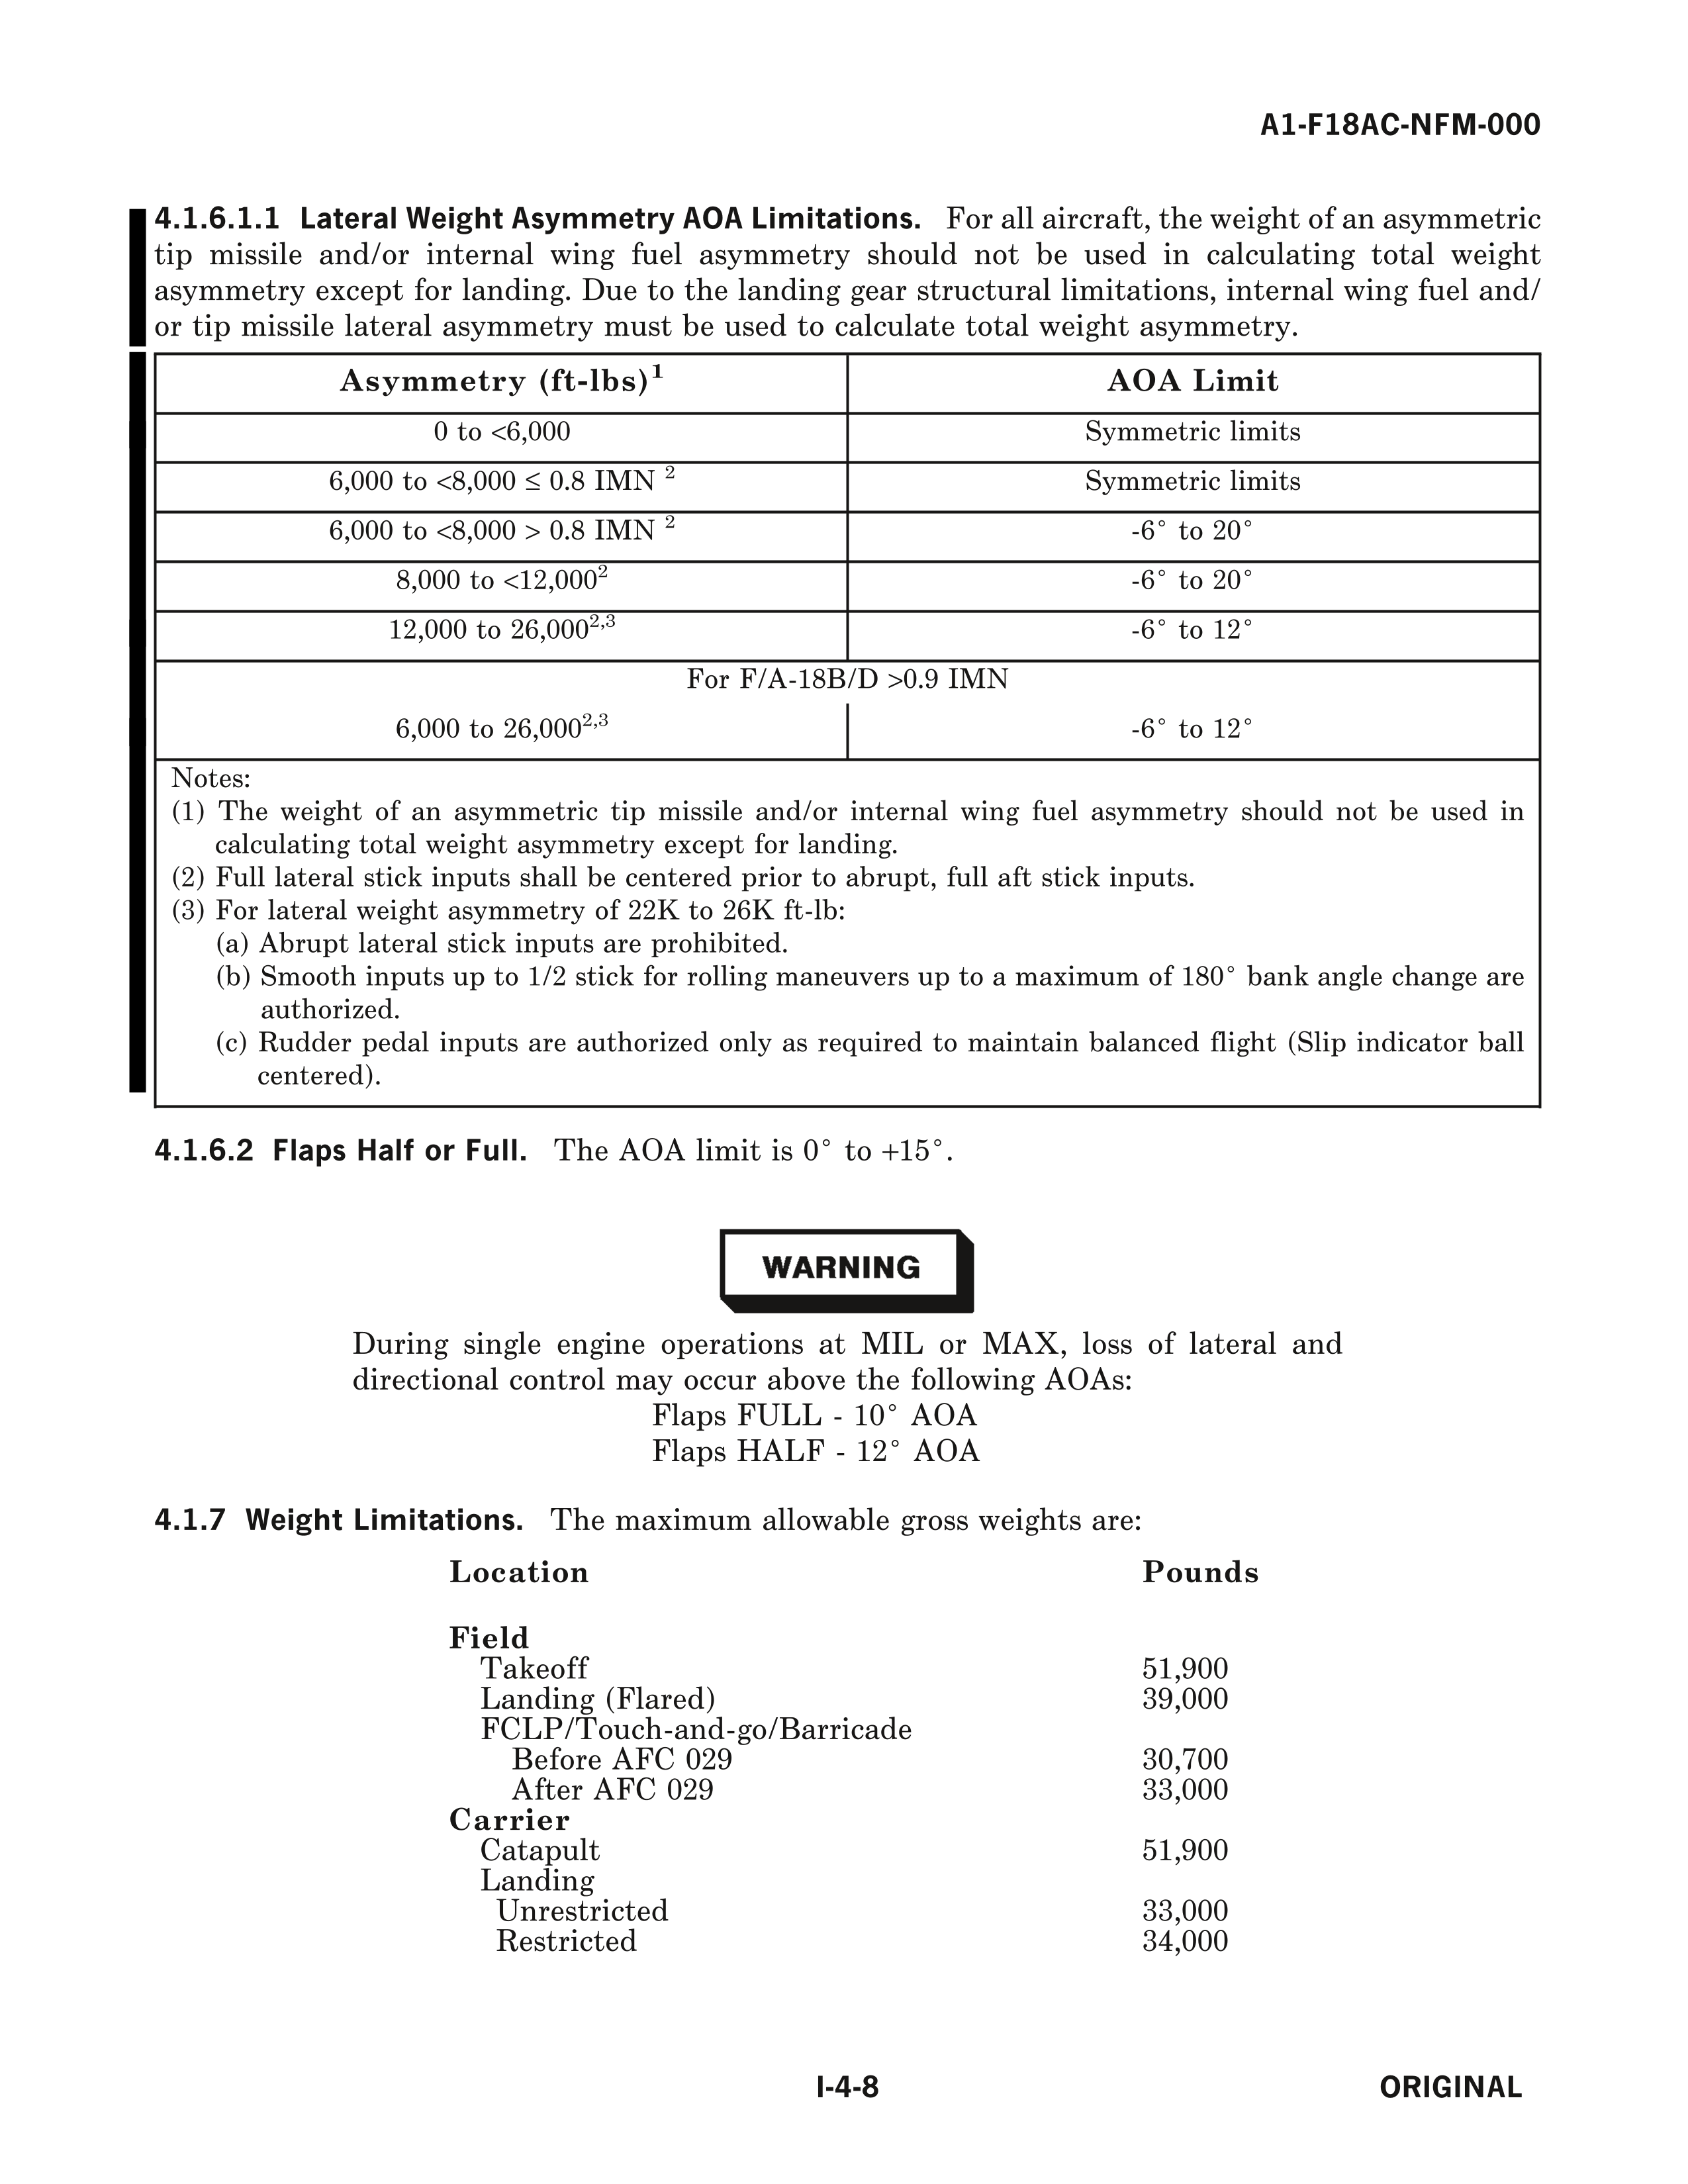 A1-F18AC-NFM-000
4.1.6.1.1 Lateral Weight Asymmetry AOA Limitations. For all aircraft, the weight of an asymmetric
tip missile and/or internal wing fuel asymmetry should not be used in calculating total weight
asymmetry except for landing. Due to the landing gear structural limitations, internal wing fuel and/
or tip missile lateral asymmetry must be used to calculate total weight asymmetry.
Asymmetry (ft-lbs)¹ AOA Limit
0 to <6,000 Symmetric limits
6,000 to <8,000 ≤ 0.8 IMN ² Symmetric limits
6,000 to <8,000 > 0.8 IMN ² -6° to 20°
8,000 to <12,000² -6° to 20°
12,000 to 26,000²,³ -6° to 12°
For F/A-18B/D >0.9 IMN
6,000 to 26,000²,³ -6° to 12°
Notes:
(1) The weight of an asymmetric tip missile and/or internal wing fuel asymmetry should not be used in
calculating total weight asymmetry except for landing.
(2) Full lateral stick inputs shall be centered prior to abrupt, full aft stick inputs.
(3) For lateral weight asymmetry of 22K to 26K ft-lb:
(a) Abrupt lateral stick inputs are prohibited.
(b) Smooth inputs up to 1/2 stick for rolling maneuvers up to a maximum of 180° bank angle change are
authorized.
(c) Rudder pedal inputs are authorized only as required to maintain balanced flight (Slip indicator ball
centered).
4.1.6.2 Flaps Half or Full. The AOA limit is 0° to +15°.
WARNING
During single engine operations at MIL or MAX, loss of lateral and
directional control may occur above the following AOAs:
Flaps FULL - 10° AOA
Flaps HALF - 12° AOA
4.1.7 Weight Limitations. The maximum allowable gross weights are:
Location Pounds
Field
Takeoff 51,900
Landing (Flared) 39,000
FCLP/Touch-and-go/Barricade
Before AFC 029 30,700
After AFC 029 33,000
Carrier
Catapult 51,900
Landing
Unrestricted 33,000
Restricted 34,000
I-4-8 ORIGINAL